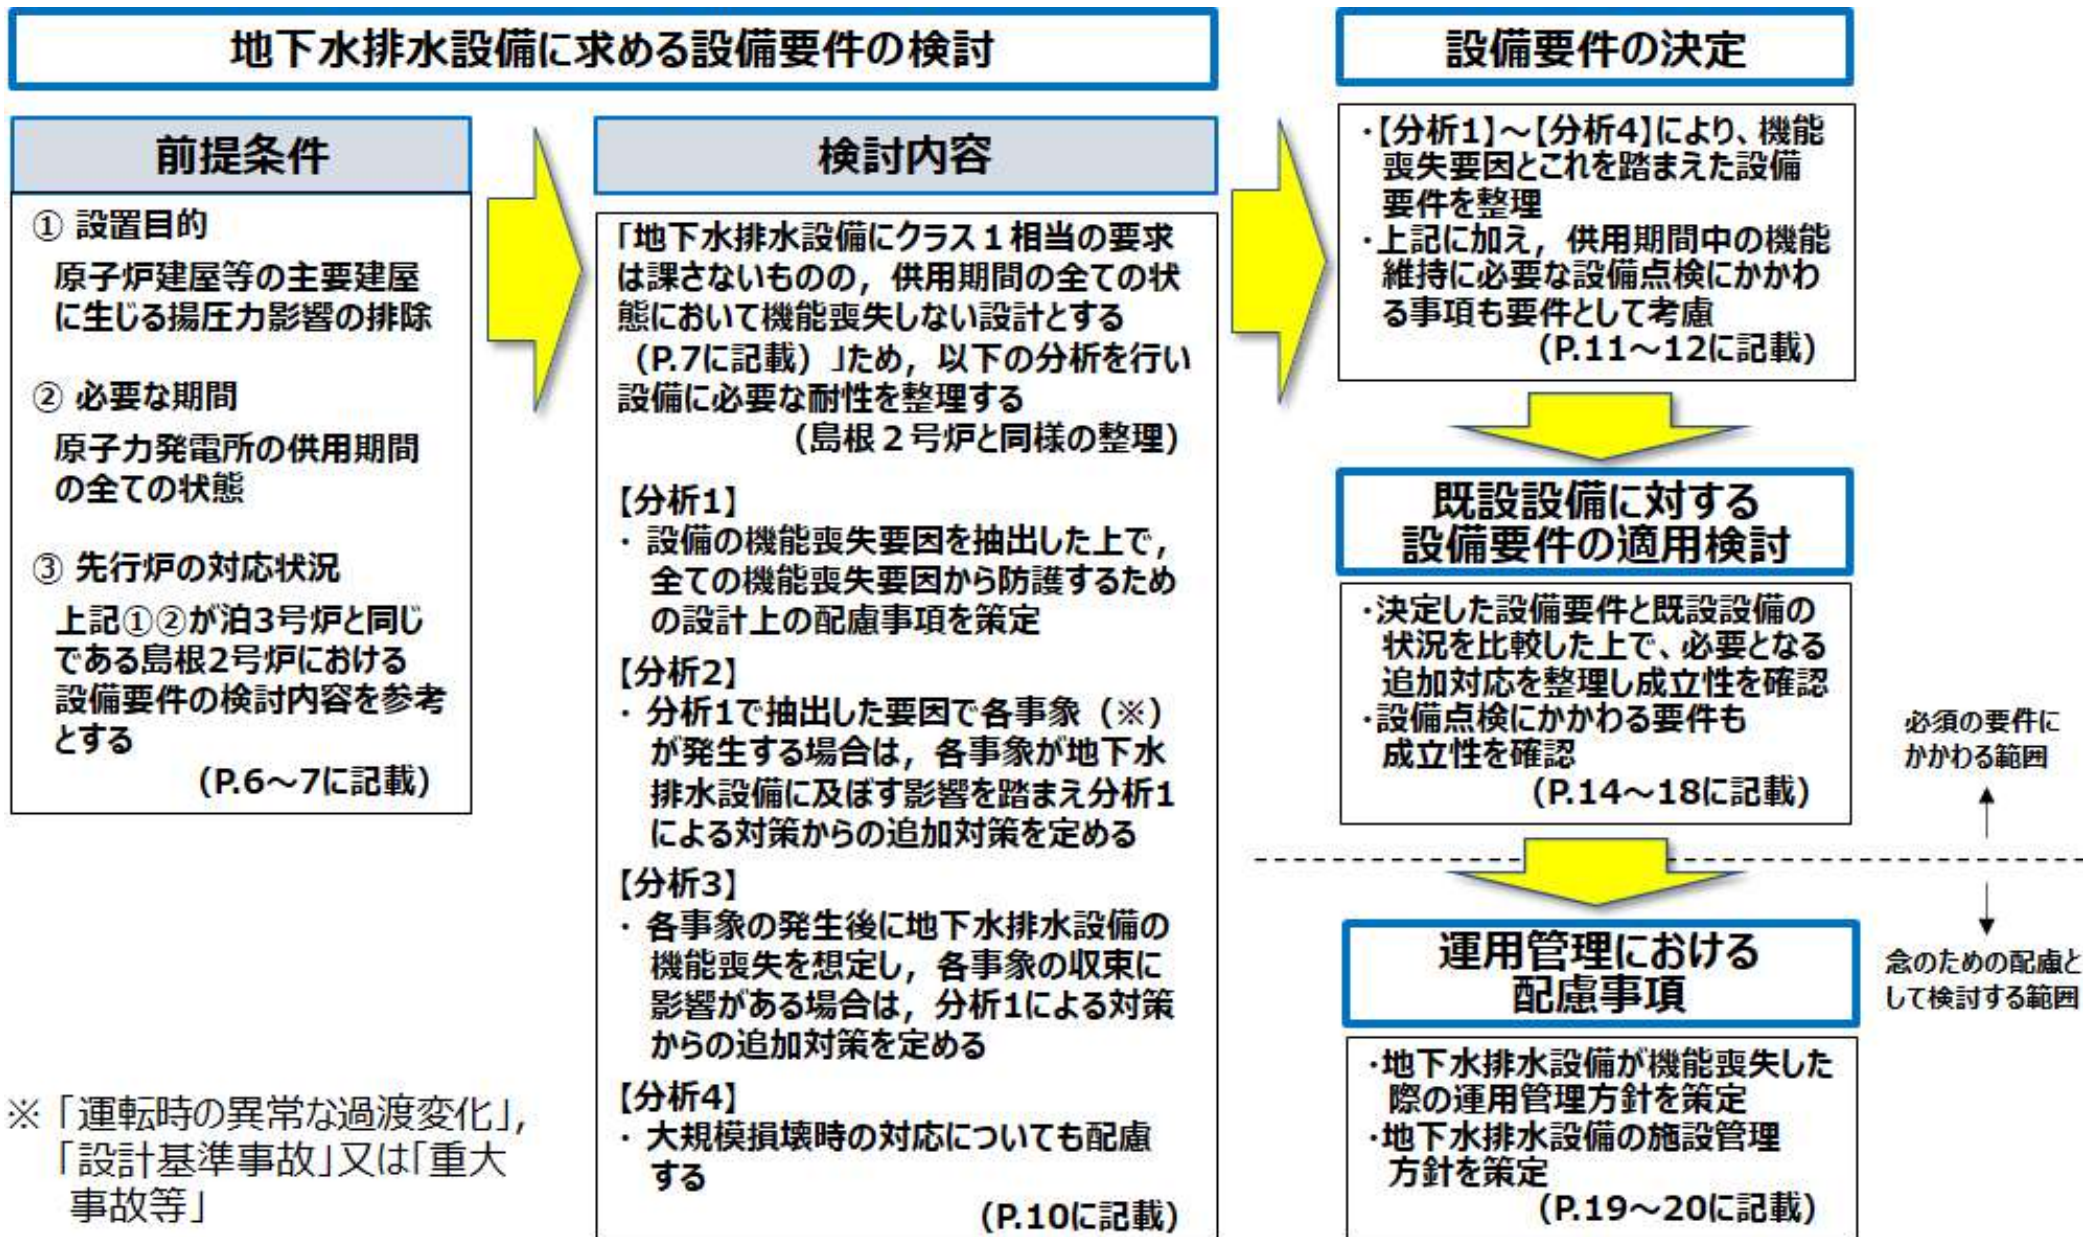 地下水排水設備に求める設備要件の検討
前提条件
① 設置目的
原子炉建屋等の主要建屋
に生じる揚圧力影響の排除
② 必要な期間
原子力発電所の供用期間
の全ての状態
③ 先行炉の対応状況
上記①②が泊3号炉と同じ
である島根2号炉における
設備要件の検討内容を参考
とする
(P.6～7に記載)
※「運転時の異常な過渡変化」,
「設計基準事故」又は「重大
事故等」
検討内容
「地下水排水設備にクラス１相当の要求
は課さないものの，供用期間の全ての状
態において機能喪失しない設計とする
（P.7に記載）」ため，以下の分析を行い
設備に必要な耐性を整理する
（島根２号炉と同様の整理）
【分析1】
・ 設備の機能喪失要因を抽出した上で，
全ての機能喪失要因から防護するため
の設計上の配慮事項を策定
【分析2】
・ 分析1で抽出した要因で各事象（※）
が発生する場合は，各事象が地下水
排水設備に及ぼす影響を踏まえ分析1
による対策からの追加対策を定める
【分析3】
・ 各事象の発生後に地下水排水設備の
機能喪失を想定し，各事象の収束に
影響がある場合は，分析1による対策
からの追加対策を定める
【分析4】
・ 大規模損壊時の対応についても配慮
する
(P.10に記載)
設備要件の決定
・【分析1】～【分析4】により、機能
喪失要因とこれを踏まえた設備
要件を整理
・上記に加え，供用期間中の機能
維持に必要な設備点検にかかわ
る事項も要件として考慮
(P.11～12に記載)
既設設備に対する
設備要件の適用検討
・決定した設備要件と既設設備の
状況を比較した上で、必要となる
追加対応を整理し成立性を確認
・設備点検にかかわる要件も
成立性を確認
(P.14～18に記載)
必須の要件に
かかわる範囲
念のための配慮と
して検討する範囲
運用管理における
配慮事項
・地下水排水設備が機能喪失した
際の運用管理方針を策定
・地下水排水設備の施設管理
方針を策定
(P.19～20に記載)